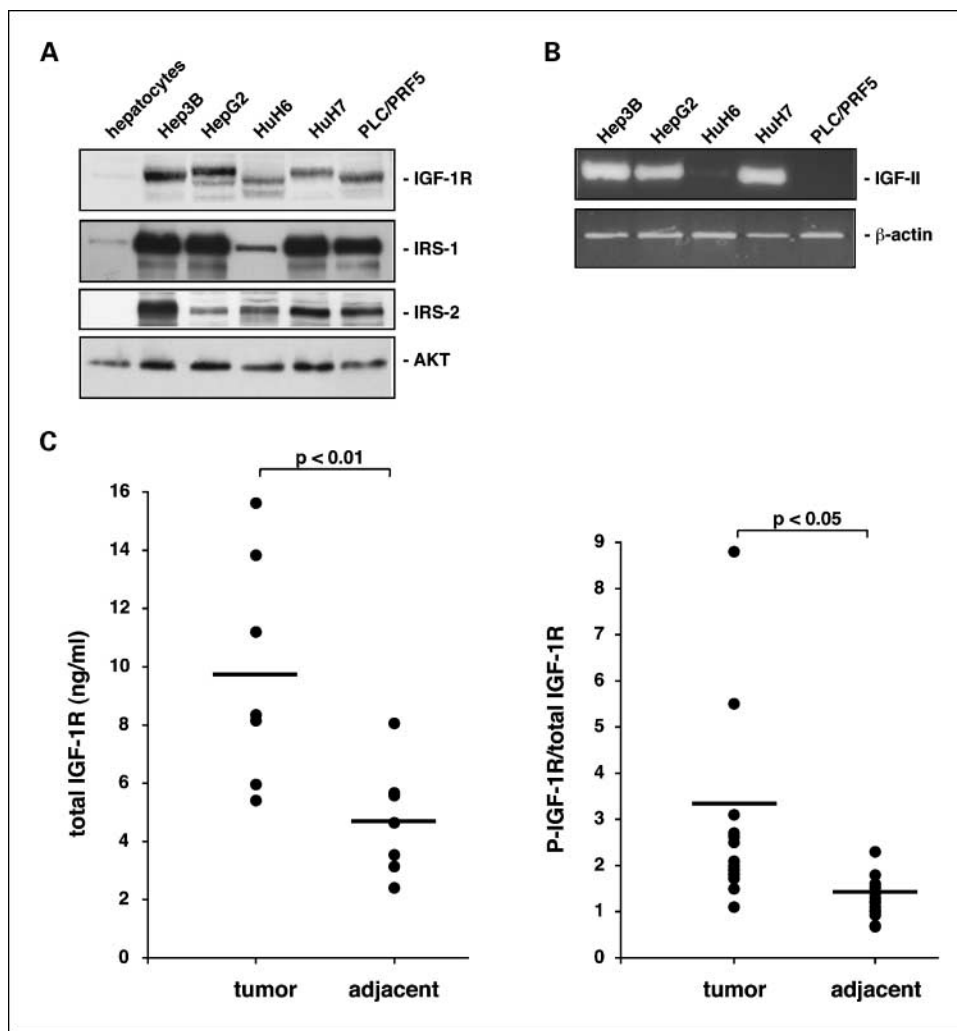 A
hepatocytes
Hep3B
HepG2
HuH6
HuH7
PLC/PRF5
- IGF-1R
- IRS-1
- IRS-2
- AKT
B
Hep3B
HepG2
HuH6
HuH7
PLC/PRF5
- IGF-II
- β-actin
C
p < 0.01
total IGF-1R (ng/ml)
16
14
12
10
8
6
4
2
0
tumor adjacent
p < 0.05
P-IGF-1R/total IGF-1R
9
8
7
6
5
4
3
2
1
0
tumor adjacent